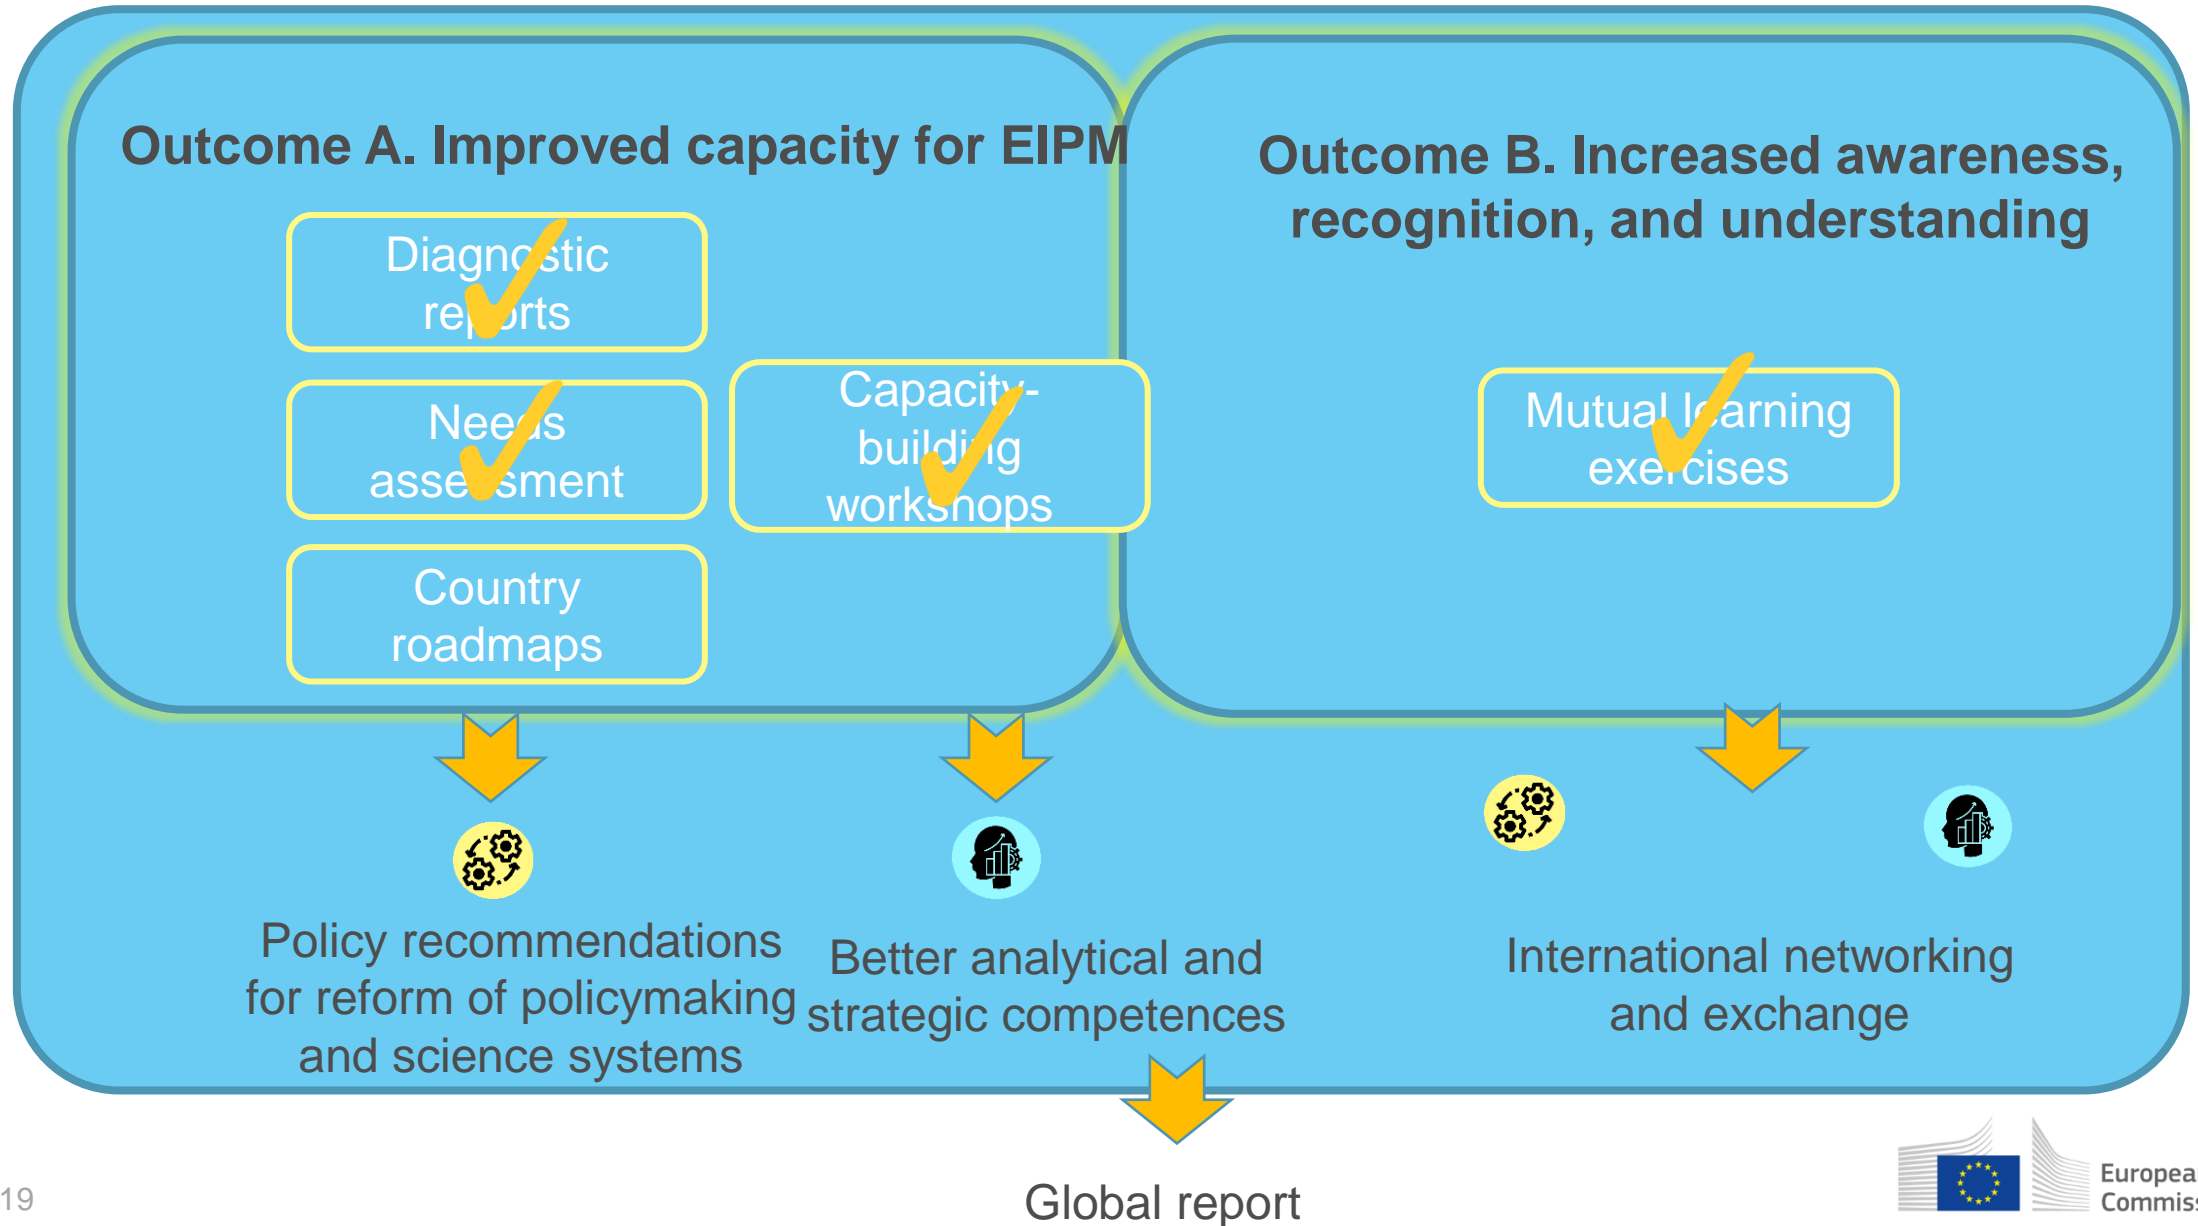 Outcome A. Improved capacity for EIPM
Diagnostic
reports
Needs
assessment
Country
roadmaps
Capacity-
building
workshops
Outcome B. Increased awareness,
recognition, and understanding
Mutual learning
exercises
Policy recommendations
for reform of policymaking
and science systems
Better analytical and
strategic competences
International networking
and exchange
Global report
19
Europea
Commiss